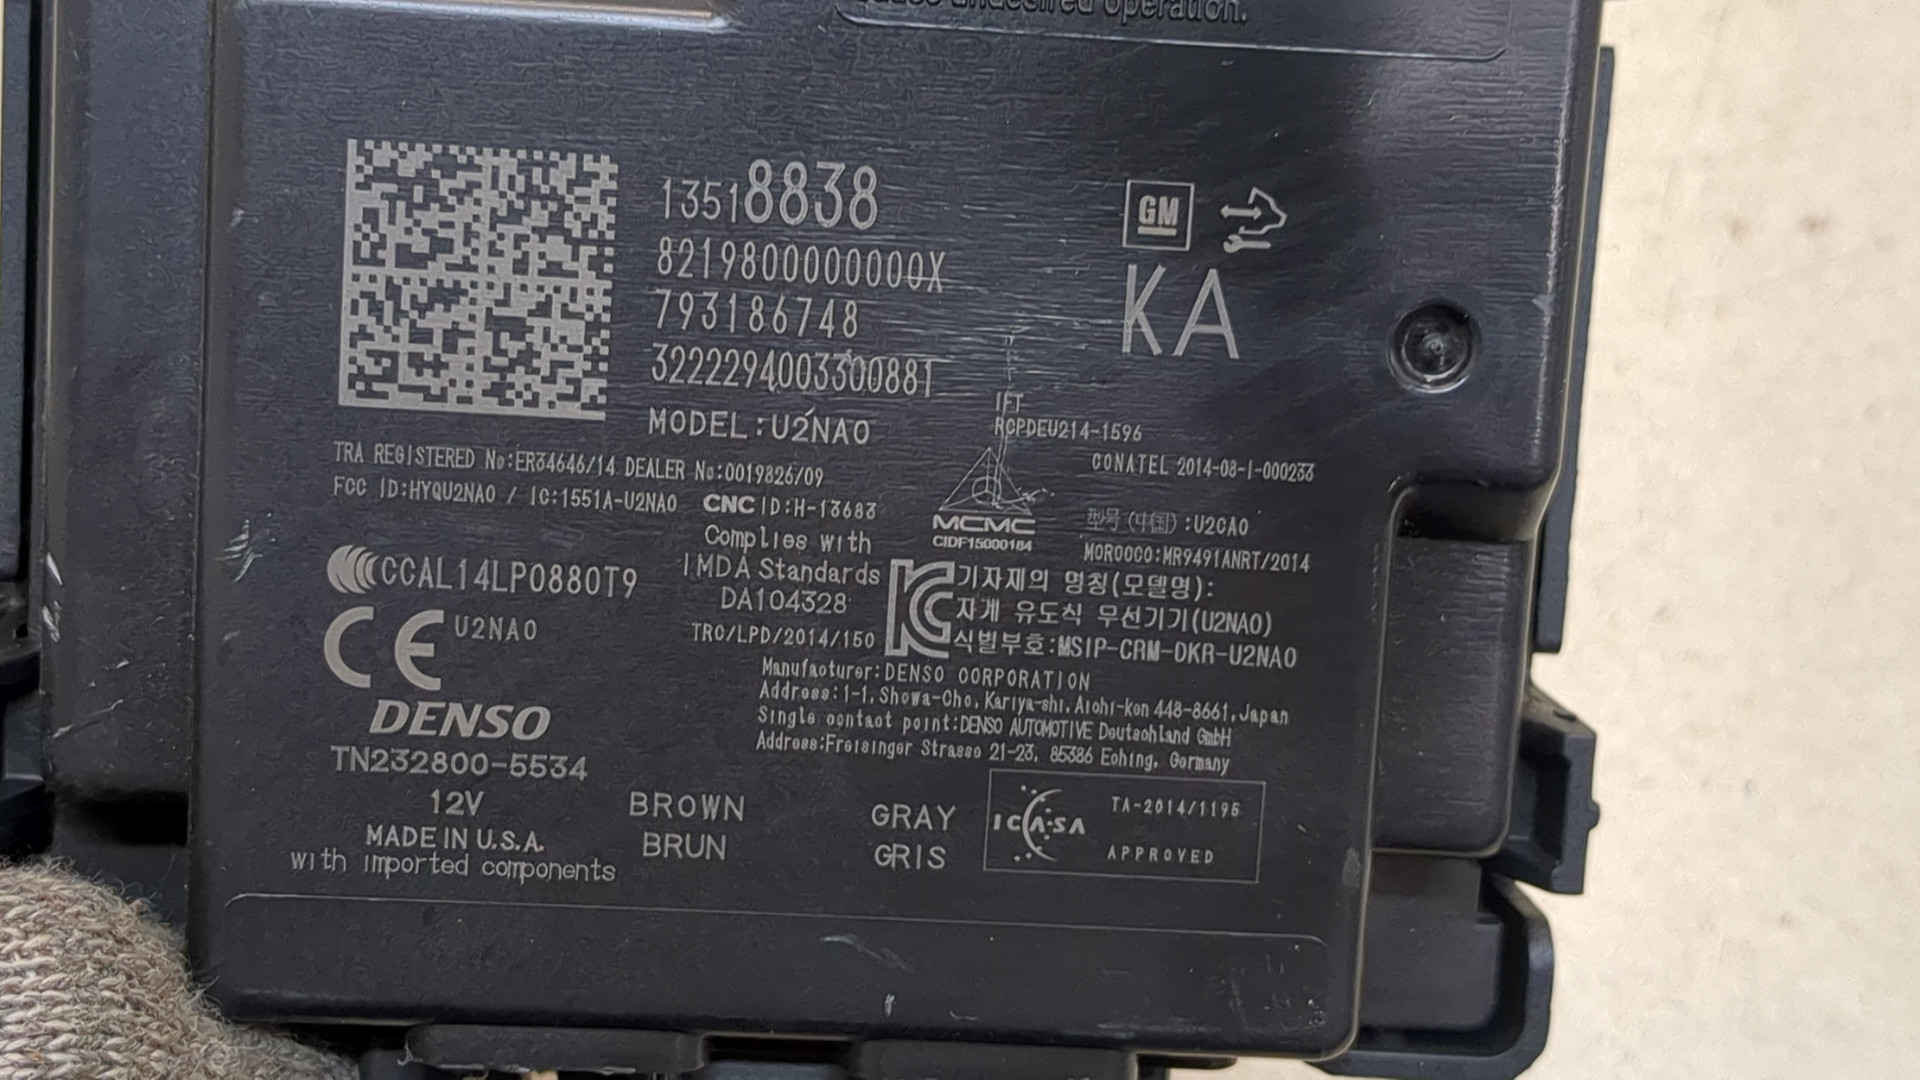 undesired operation.
13518838
8219800000000X
793186748
3222294003300881
GM
KA
MODEL:U2NA0
IFT
RCPDEU214-1596
TRA REGISTERED No:ER34646/14 DEALER No:0019826/09
CONATEL 2014-08-I-000233
FCC ID:HYQU2NA0 / IC:1551A-U2NA0
CNC ID:H-13683
MCMC
CIDF15000184
型号(中国):U2CA0
MOROCCO:MR9491ANRT/2014
Complies with
IMDA Standards
DA104328
CCAL14LP0880T9
CE U2NA0
TRC/LPD/2014/150
기자재의 명칭(모델명):
자계 유도식 무선기기(U2NA0)
식별부호:MSIP-CRM-DKR-U2NA0
Manufacturer:DENSO CORPORATION
Address:1-1, Showa-Cho, Kariya-shi, Aichi-ken 448-8661, Japan
Single contact point:DENSO AUTOMOTIVE Deutschland GmbH
Address:Freisinger Strasse 21-23, 85386 Eching, Germany
DENSO
TN232800-5534
12V
MADE IN U.S.A.
with imported components
BROWN
BRUN
GRAY
GRIS
ICASA
TA-2014/1195
APPROVED